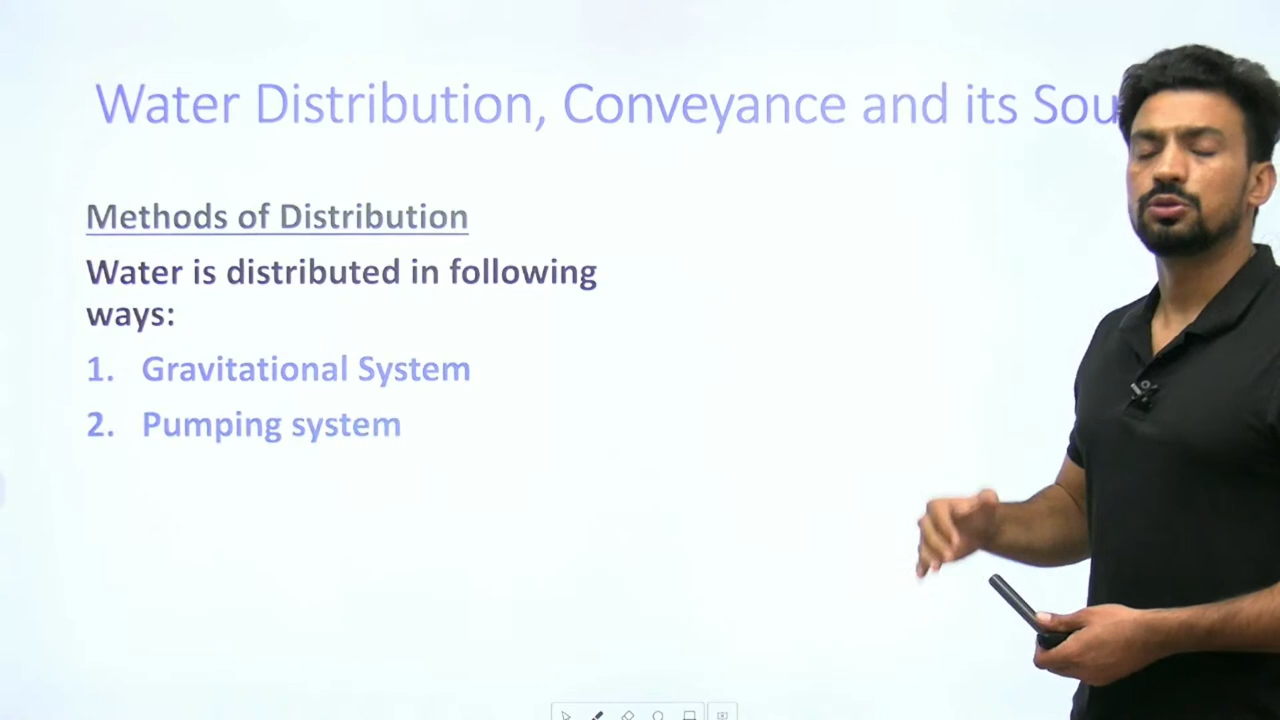 Water Distribution, Conveyance and its Sou
Methods of Distribution
Water is distributed in following
ways:
1. Gravitational System
2. Pumping system